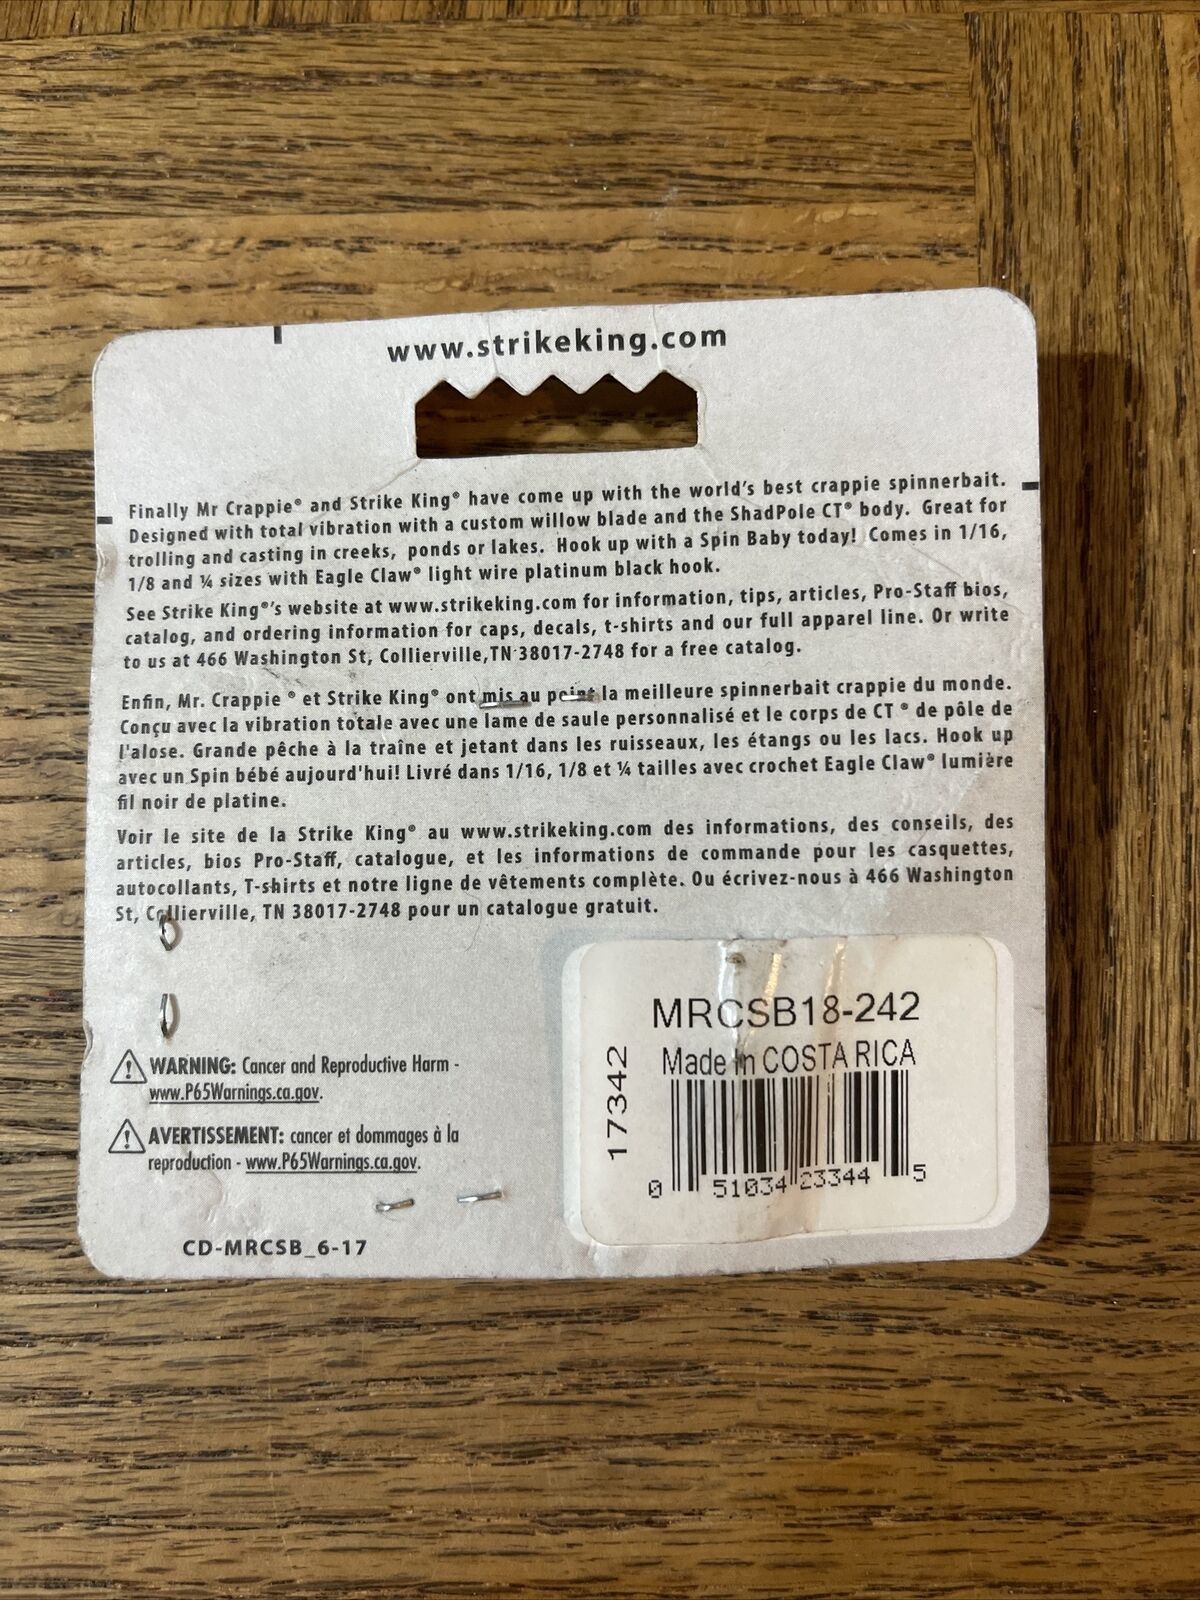 www.strikeking.com
Finally Mr Crappie® and Strike King® have come up with the world's best crappie spinnerbait.
Designed with total vibration with a custom willow blade and the ShadPole CT® body. Great for
trolling and casting in creeks, ponds or lakes. Hook up with a Spin Baby today! Comes in 1/16,
1/8 and ¼ sizes with Eagle Claw® light wire platinum black hook.
See Strike King®'s website at www.strikeking.com for information, tips, articles, Pro-Staff bios,
catalog, and ordering information for caps, decals, t-shirts and our full apparel line. Or write
to us at 466 Washington St, Collierville,TN 38017-2748 for a free catalog.
Enfin, Mr. Crappie ® et Strike King® ont mis au point la meilleure spinnerbait crappie du monde.
Conçu avec la vibration totale avec une lame de saule personnalisé et le corps de CT ® de pôle de
l'alose. Grande pêche à la traîne et jetant dans les ruisseaux, les étangs ou les lacs. Hook up
avec un Spin bébé aujourd'hui! Livré dans 1/16, 1/8 et ¼ tailles avec crochet Eagle Claw® lumière
fil noir de platine.
Voir le site de la Strike King® au www.strikeking.com des informations, des conseils, des
articles, bios Pro-Staff, catalogue, et les informations de commande pour les casquettes,
autocollants, T-shirts et notre ligne de vêtements complète. Ou écrivez-nous à 466 Washington
St, Collierville, TN 38017-2748 pour un catalogue gratuit.
WARNING: Cancer and Reproductive Harm -
www.P65Warnings.ca.gov.
AVERTISSEMENT: cancer et dommages à la
reproduction - www.P65Warnings.ca.gov.
CD-MRCSB_6-17
MRCSB18-242
Made in COSTA RICA
17342
0 51034 23344 5